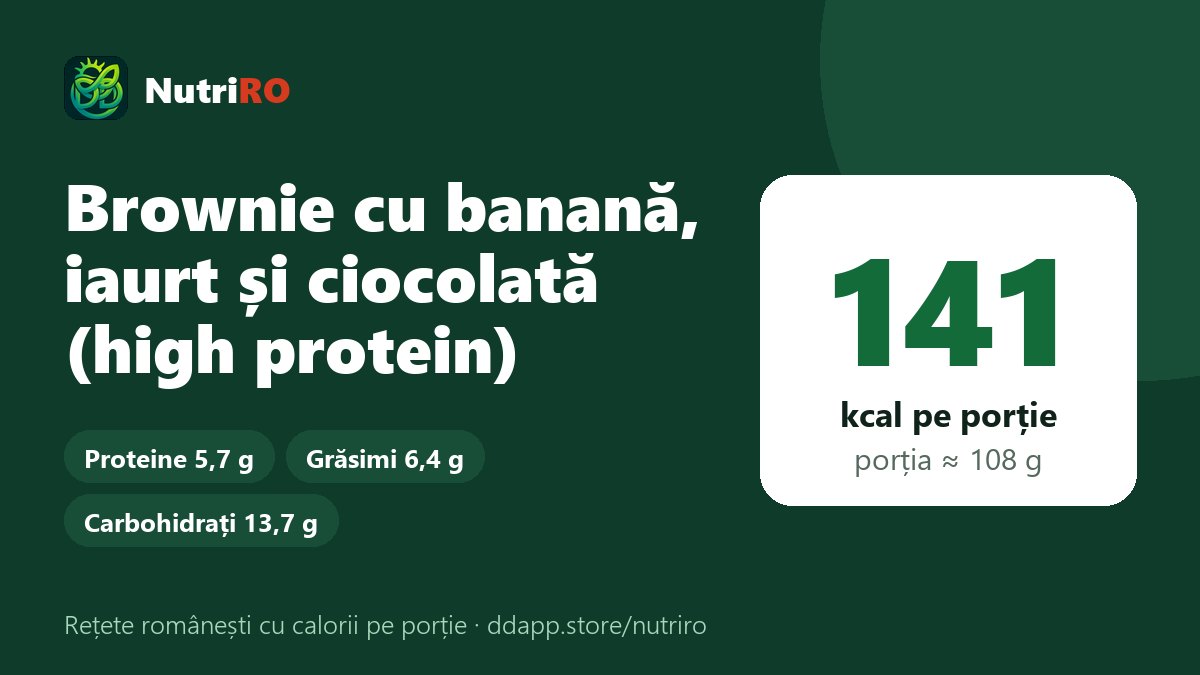 NutriRO
Brownie cu banană,
iaurt și ciocolată
(high protein)
Proteine 5,7 g
Grăsimi 6,4 g
Carbohidrați 13,7 g
141
kcal pe porție
porția ≈ 108 g
Rețete românești cu calorii pe porție · ddapp.store/nutriro